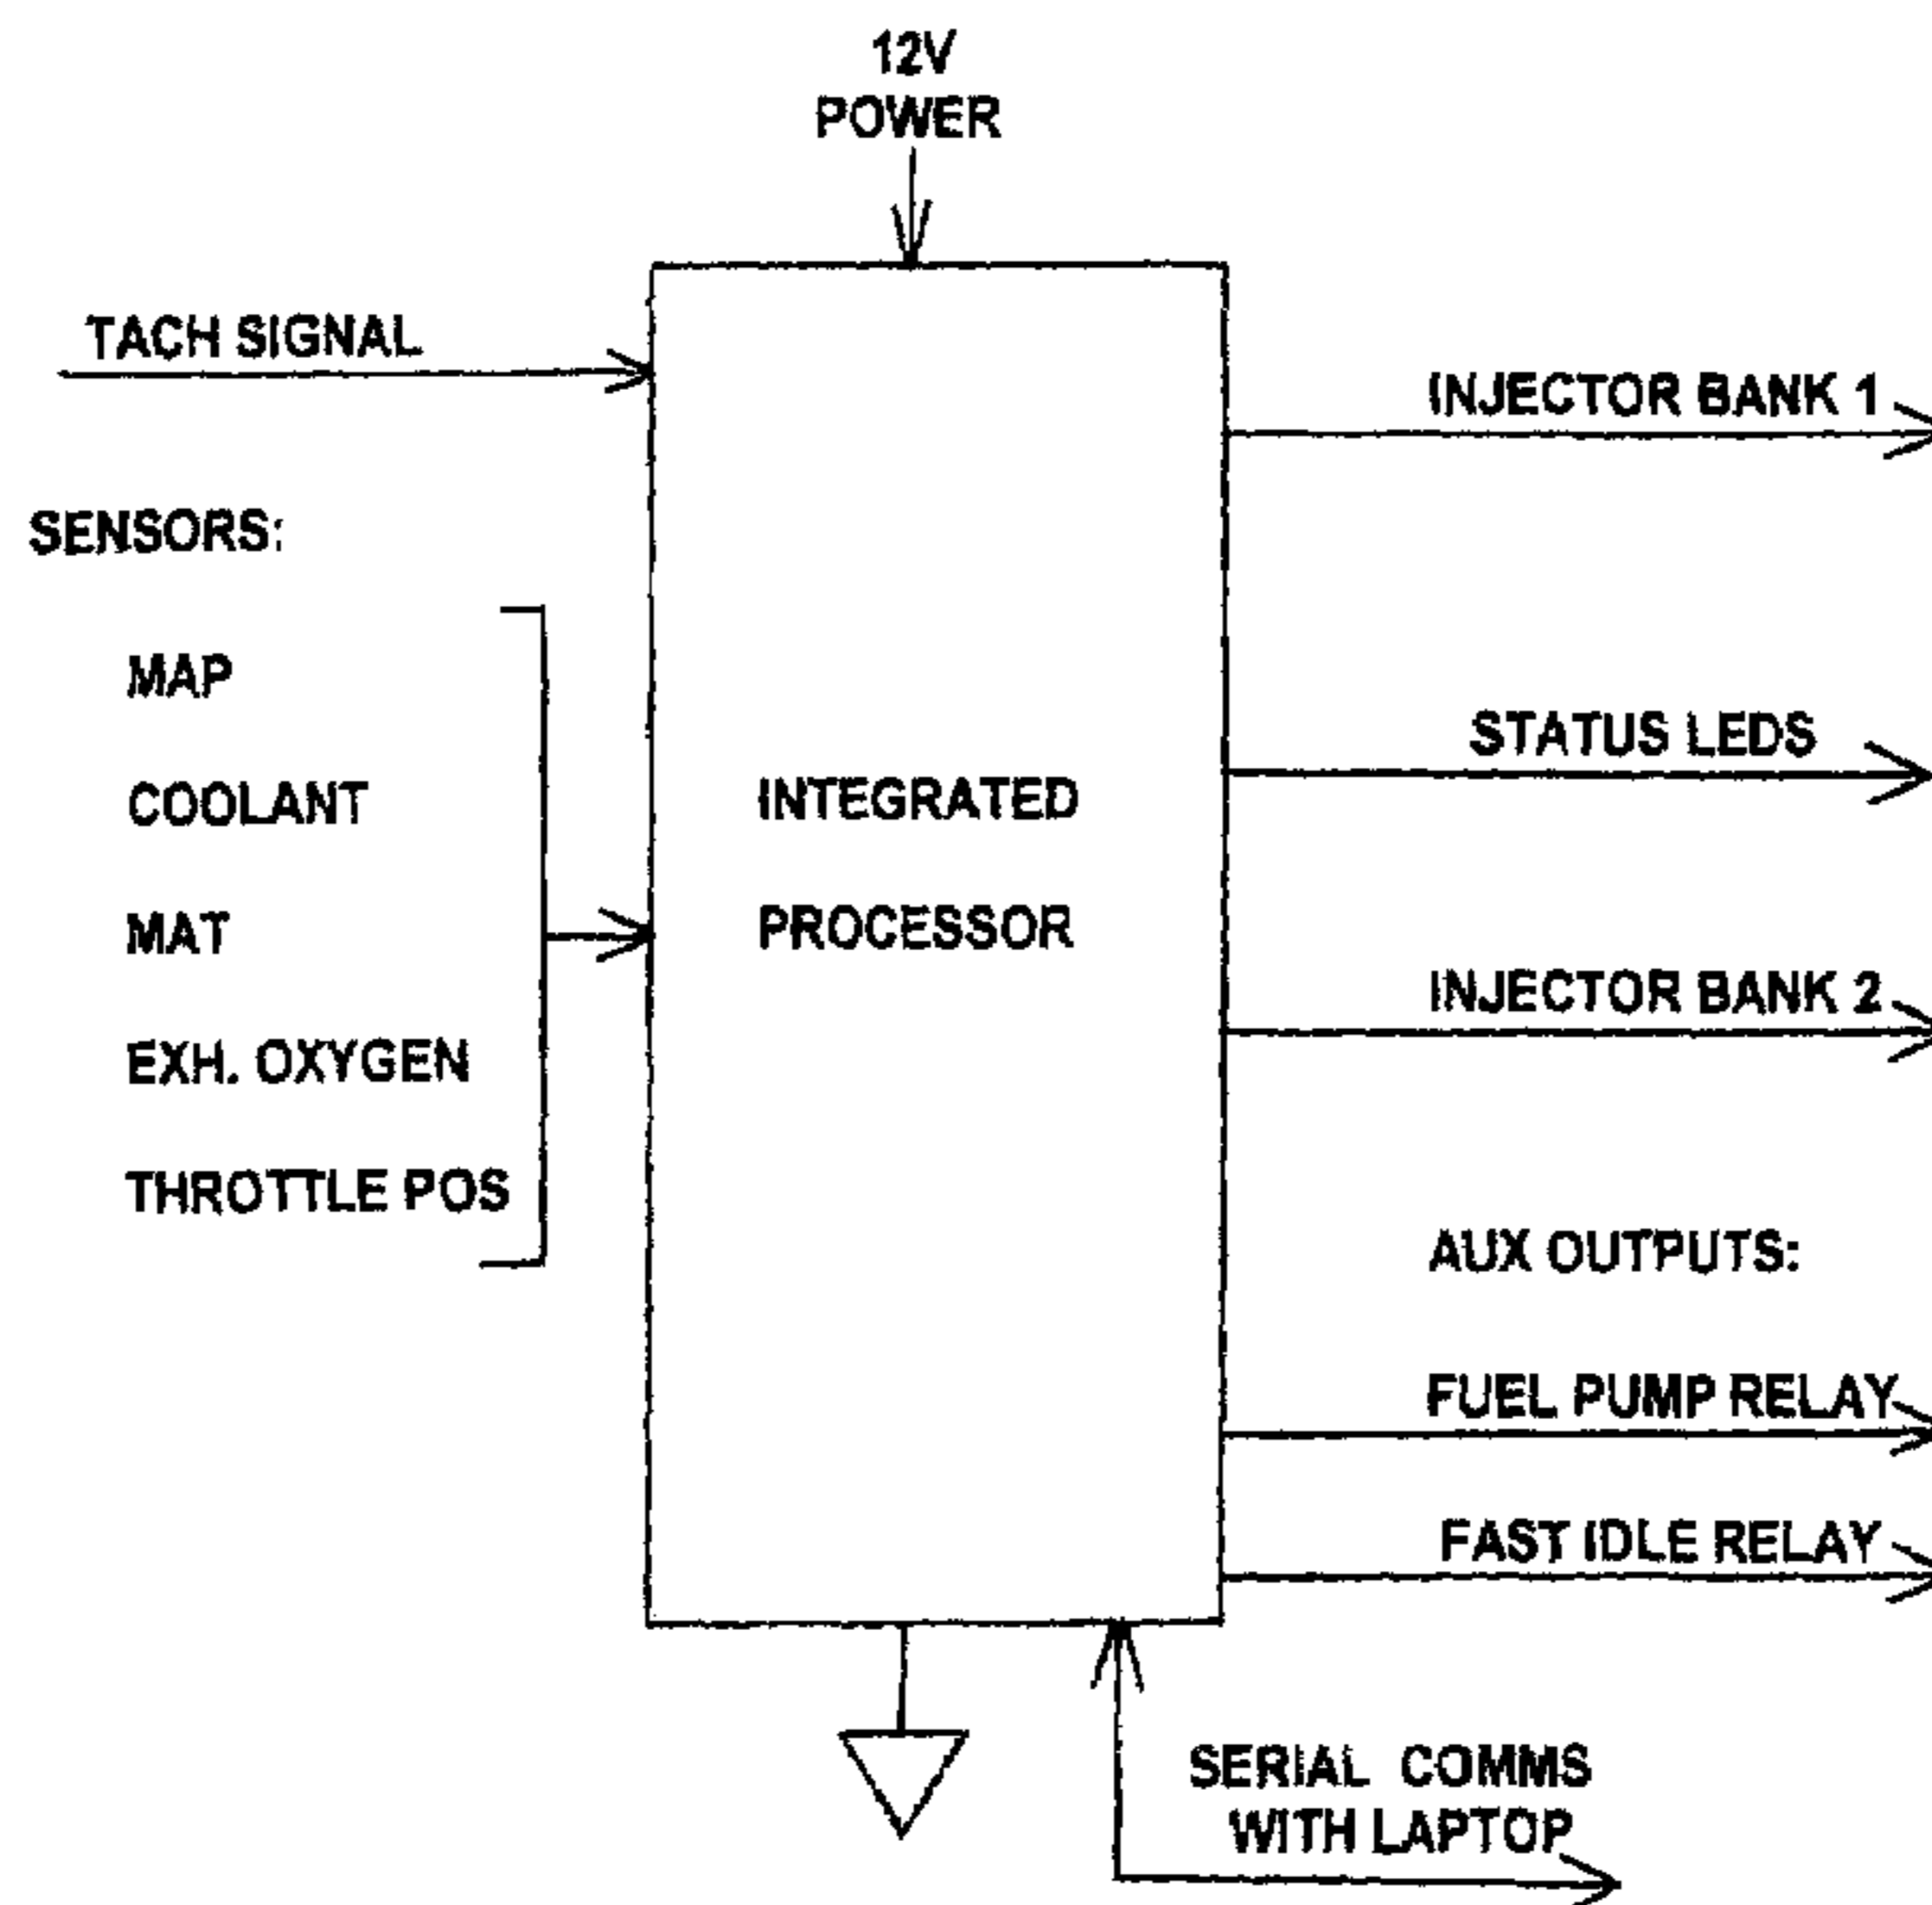 12V
POWER
TACH SIGNAL
SENSORS:
MAP
COOLANT
MAT
EXH. OXYGEN
THROTTLE POS
INTEGRATED
PROCESSOR
INJECTOR BANK 1
STATUS LEDS
INJECTOR BANK 2
AUX OUTPUTS:
FUEL PUMP RELAY
FAST IDLE RELAY
SERIAL COMMS
WITH LAPTOP